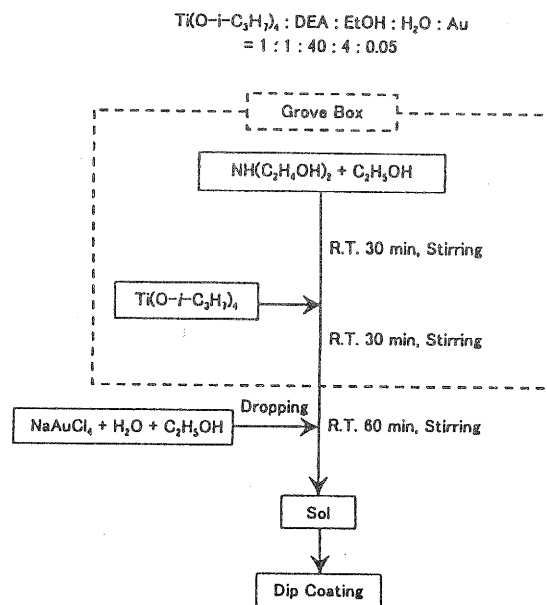 Ti(O-i-C₃H₇)₄ : DEA : EtOH : H₂O : Au
= 1 : 1 : 40 : 4 : 0.05
Grove Box
NH(C₂H₄OH)₂ + C₂H₅OH
R.T. 30 min, Stirring
Ti(O-i-C₃H₇)₄
R.T. 30 min, Stirring
Dropping
NaAuCl₄ + H₂O + C₂H₅OH
R.T. 60 min, Stirring
Sol
Dip Coating